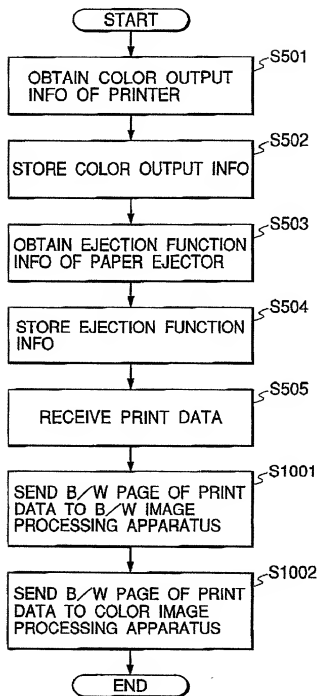 START
S501
OBTAIN COLOR OUTPUT
INFO OF PRINTER
S502
STORE COLOR OUTPUT INFO
S503
OBTAIN EJECTION FUNCTION
INFO OF PAPER EJECTOR
S504
STORE EJECTION FUNCTION
INFO
S505
RECEIVE PRINT DATA
S1001
SEND B/W PAGE OF PRINT
DATA TO B/W IMAGE
PROCESSING APPARATUS
S1002
SEND B/W PAGE OF PRINT
DATA TO COLOR IMAGE
PROCESSING APPARATUS
END